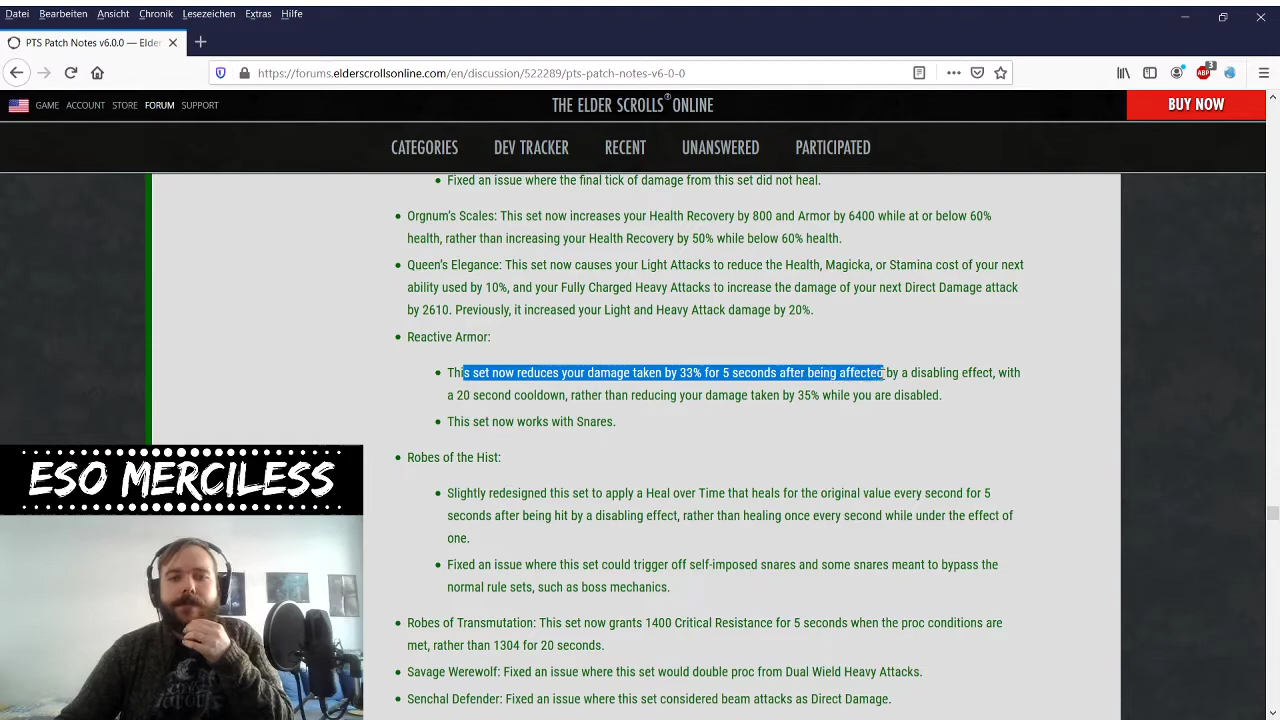 Datei Bearbeiten Ansicht Chronik Lesezeichen Extras Hilfe
PTS Patch Notes v6.0.0 — Elder
https://forums.elderscrollsonline.com/en/discussion/522289/pts-patch-notes-v6-0-0
ABP 3
GAME ACCOUNT STORE FORUM SUPPORT
THE ELDER SCROLLS® ONLINE
BUY NOW
CATEGORIES DEV TRACKER RECENT UNANSWERED PARTICIPATED
Fixed an issue where the final tick of damage from this set did not heal.
Orgnum's Scales: This set now increases your Health Recovery by 800 and Armor by 6400 while at or below 60%
health, rather than increasing your Health Recovery by 50% while below 60% health.
Queen's Elegance: This set now causes your Light Attacks to reduce the Health, Magicka, or Stamina cost of your next
ability used by 10%, and your Fully Charged Heavy Attacks to increase the damage of your next Direct Damage attack
by 2610. Previously, it increased your Light and Heavy Attack damage by 20%.
Reactive Armor:
This set now reduces your damage taken by 33% for 5 seconds after being affected by a disabling effect, with
a 20 second cooldown, rather than reducing your damage taken by 35% while you are disabled.
This set now works with Snares.
Robes of the Hist:
Slightly redesigned this set to apply a Heal over Time that heals for the original value every second for 5
seconds after being hit by a disabling effect, rather than healing once every second while under the effect of
one.
Fixed an issue where this set could trigger off self-imposed snares and some snares meant to bypass the
normal rule sets, such as boss mechanics.
Robes of Transmutation: This set now grants 1400 Critical Resistance for 5 seconds when the proc conditions are
met, rather than 1304 for 20 seconds.
Savage Werewolf: Fixed an issue where this set would double proc from Dual Wield Heavy Attacks.
Senchal Defender: Fixed an issue where this set considered beam attacks as Direct Damage.
ESO MERCILESS